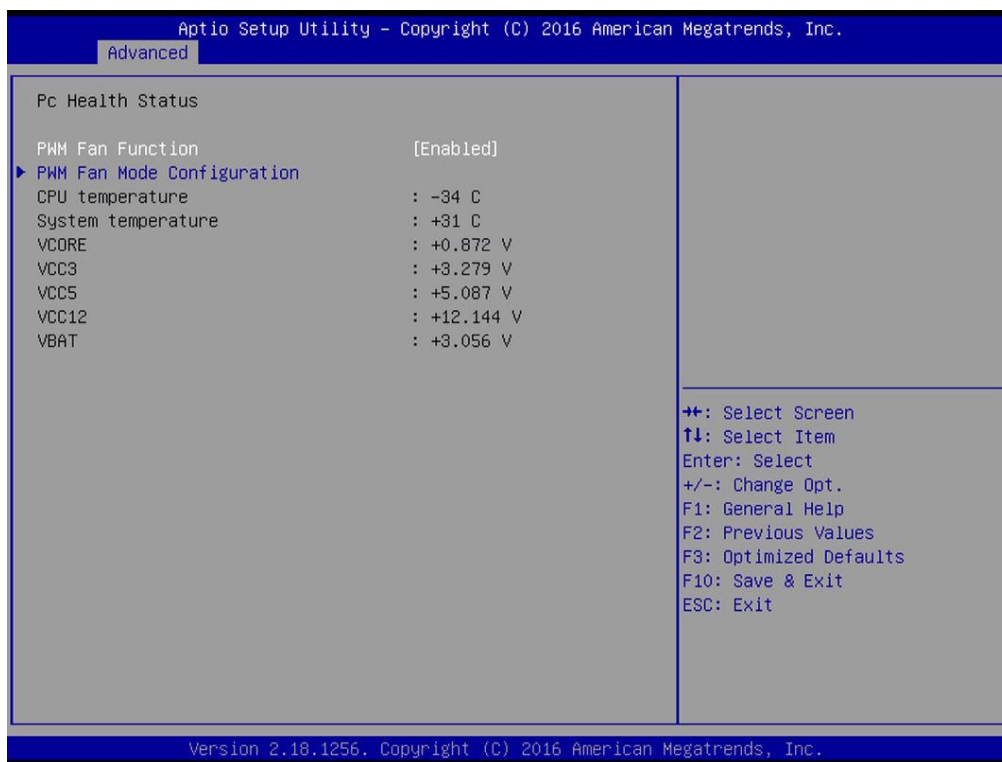 Aptio Setup Utility – Copyright (C) 2016 American Megatrends, Inc.
Advanced
Pc Health Status
PWM Fan Function [Enabled]
▶ PWM Fan Mode Configuration
CPU temperature : -34 C
System temperature : +31 C
VCORE : +0.872 V
VCC3 : +3.279 V
VCC5 : +5.087 V
VCC12 : +12.144 V
VBAT : +3.056 V
→←: Select Screen
↑↓: Select Item
Enter: Select
+/-: Change Opt.
F1: General Help
F2: Previous Values
F3: Optimized Defaults
F10: Save & Exit
ESC: Exit
Version 2.18.1256. Copyright (C) 2016 American Megatrends, Inc.